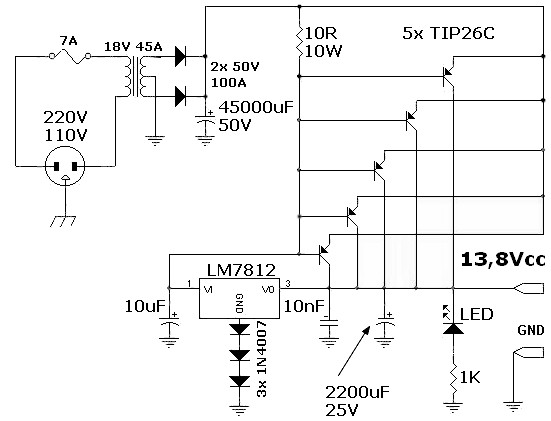 7A
18V 45A
2x 50V
100A
45000uF
50V
220V
110V
10R
10W
5x TIP26C
13,8Vcc
LM7812
1
VI
VO
3
GND
10uF
10nF
3x 1N4007
2200uF
25V
LED
1K
GND